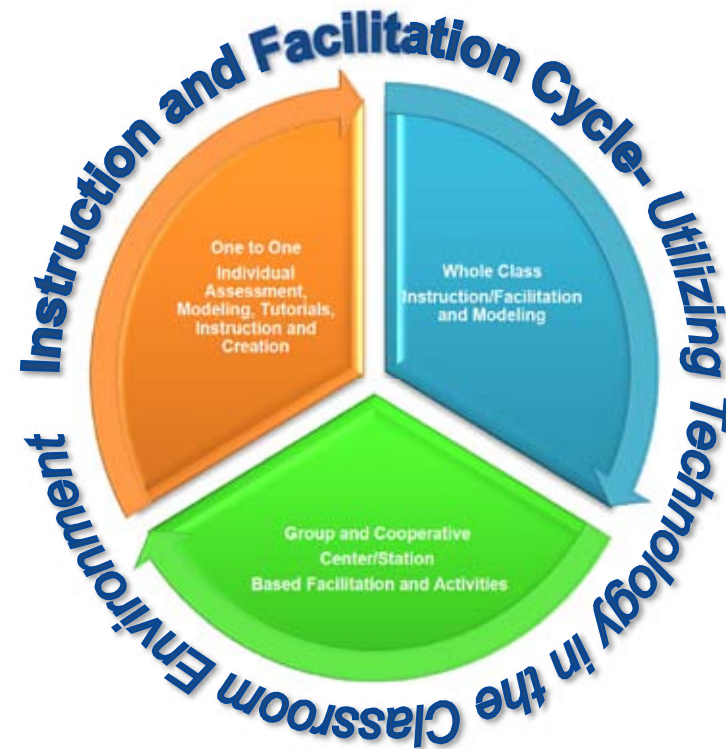 Instruction and Facilitation Cycle- Utilizing Technology in the Classroom Environment
Whole Class
Instruction/Facilitation
and Modeling
Group and Cooperative
Center/Station
Based Facilitation and Activities
One to One
Individual
Assessment,
Modeling, Tutorials,
Instruction and
Creation